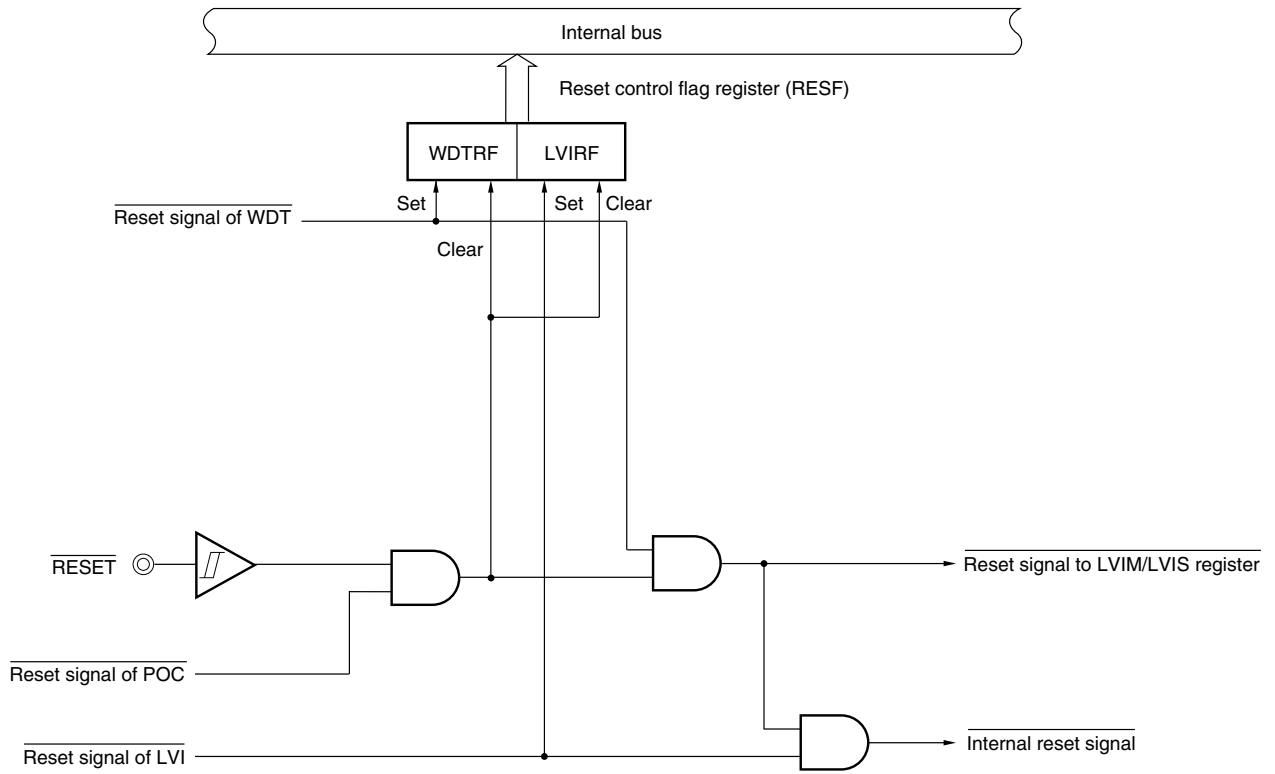 Internal bus
Reset control flag register (RESF)
WDTRF LVIRF
Set Set Clear
Reset signal of WDT
Clear
RESET
Reset signal to LVIM/LVIS register
Reset signal of POC
Internal reset signal
Reset signal of LVI